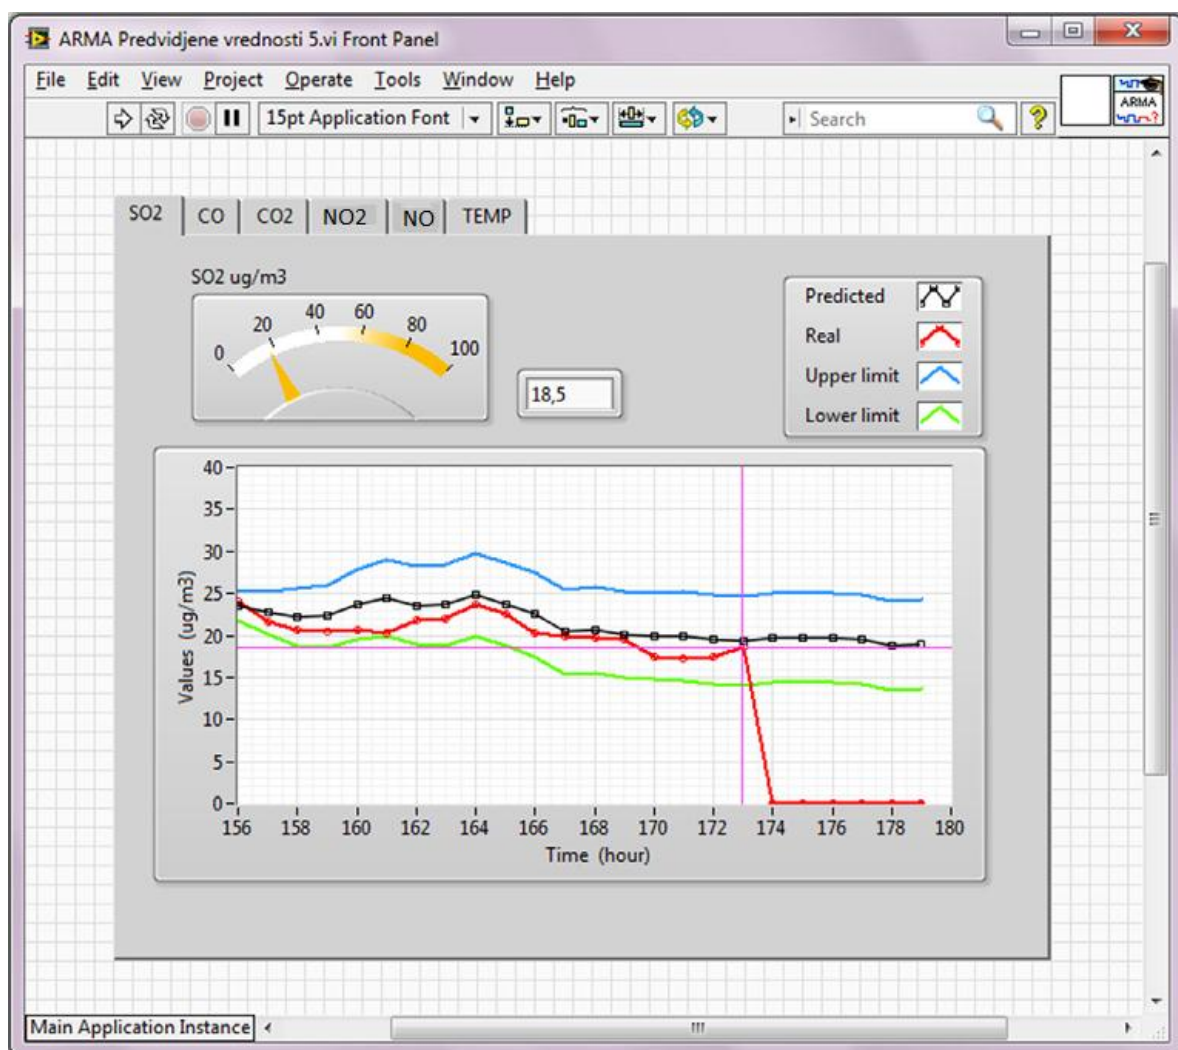 ARMA Predvidjene vrednosti 5.vi Front Panel
File Edit View Project Operate Tools Window Help
15pt Application Font
Search
ARMA
SO2 CO CO2 NO2 NO TEMP
SO2 ug/m3
0 20 40 60 80 100
18,5
Predicted
Real
Upper limit
Lower limit
Values (ug/m3)
40
35
30
25
20
15
10
5
0
156 158 160 162 164 166 168 170 172 174 176 178 180
Time (hour)
Main Application Instance